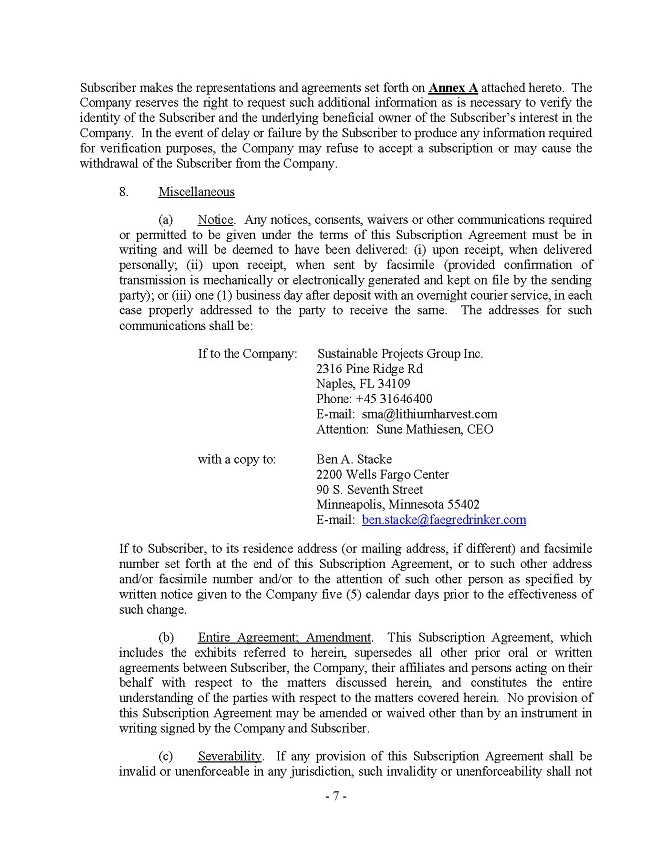 Subscriber makes the representations and agreements set forth on Annex A attached hereto. The
Company reserves the right to request such additional information as is necessary to verify the
identity of the Subscriber and the underlying beneficial owner of the Subscriber's interest in the
Company. In the event of delay or failure by the Subscriber to produce any information required
for verification purposes, the Company may refuse to accept a subscription or may cause the
withdrawal of the Subscriber from the Company.
8. Miscellaneous
(a) Notice. Any notices, consents, waivers or other communications required
or permitted to be given under the terms of this Subscription Agreement must be in
writing and will be deemed to have been delivered: (i) upon receipt, when delivered
personally; (ii) upon receipt, when sent by facsimile (provided confirmation of
transmission is mechanically or electronically generated and kept on file by the sending
party); or (iii) one (1) business day after deposit with an overnight courier service, in each
case properly addressed to the party to receive the same. The addresses for such
communications shall be:
If to the Company: Sustainable Projects Group Inc.
2316 Pine Ridge Rd
Naples, FL 34109
Phone: +45 31646400
E-mail: sma@lithiumharvest.com
Attention: Sune Mathiesen, CEO
with a copy to: Ben A. Stacke
2200 Wells Fargo Center
90 S. Seventh Street
Minneapolis, Minnesota 55402
E-mail: ben.stacke@faegredrinker.com
If to Subscriber, to its residence address (or mailing address, if different) and facsimile
number set forth at the end of this Subscription Agreement, or to such other address
and/or facsimile number and/or to the attention of such other person as specified by
written notice given to the Company five (5) calendar days prior to the effectiveness of
such change.
(b) Entire Agreement; Amendment. This Subscription Agreement, which
includes the exhibits referred to herein, supersedes all other prior oral or written
agreements between Subscriber, the Company, their affiliates and persons acting on their
behalf with respect to the matters discussed herein, and constitutes the entire
understanding of the parties with respect to the matters covered herein. No provision of
this Subscription Agreement may be amended or waived other than by an instrument in
writing signed by the Company and Subscriber.
(c) Severability. If any provision of this Subscription Agreement shall be
invalid or unenforceable in any jurisdiction, such invalidity or unenforceability shall not
- 7 -